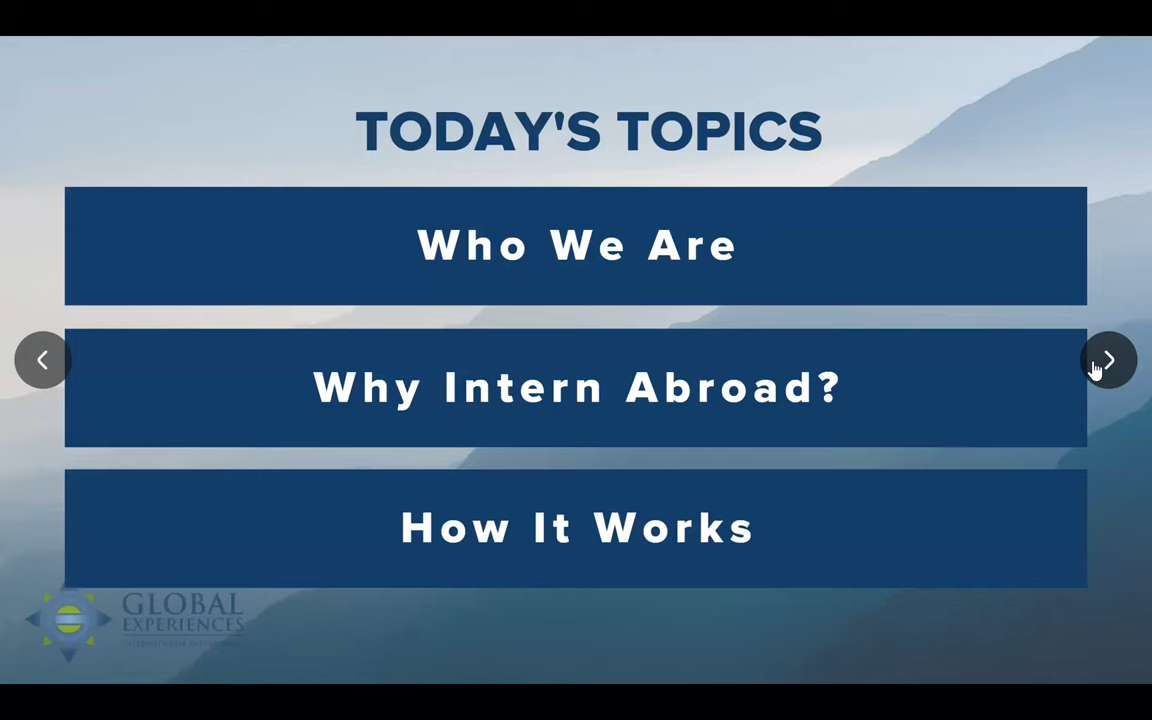 TODAY'S TOPICS
Who We Are
Why Intern Abroad?
How It Works
GLOBAL
EXPERIENCES